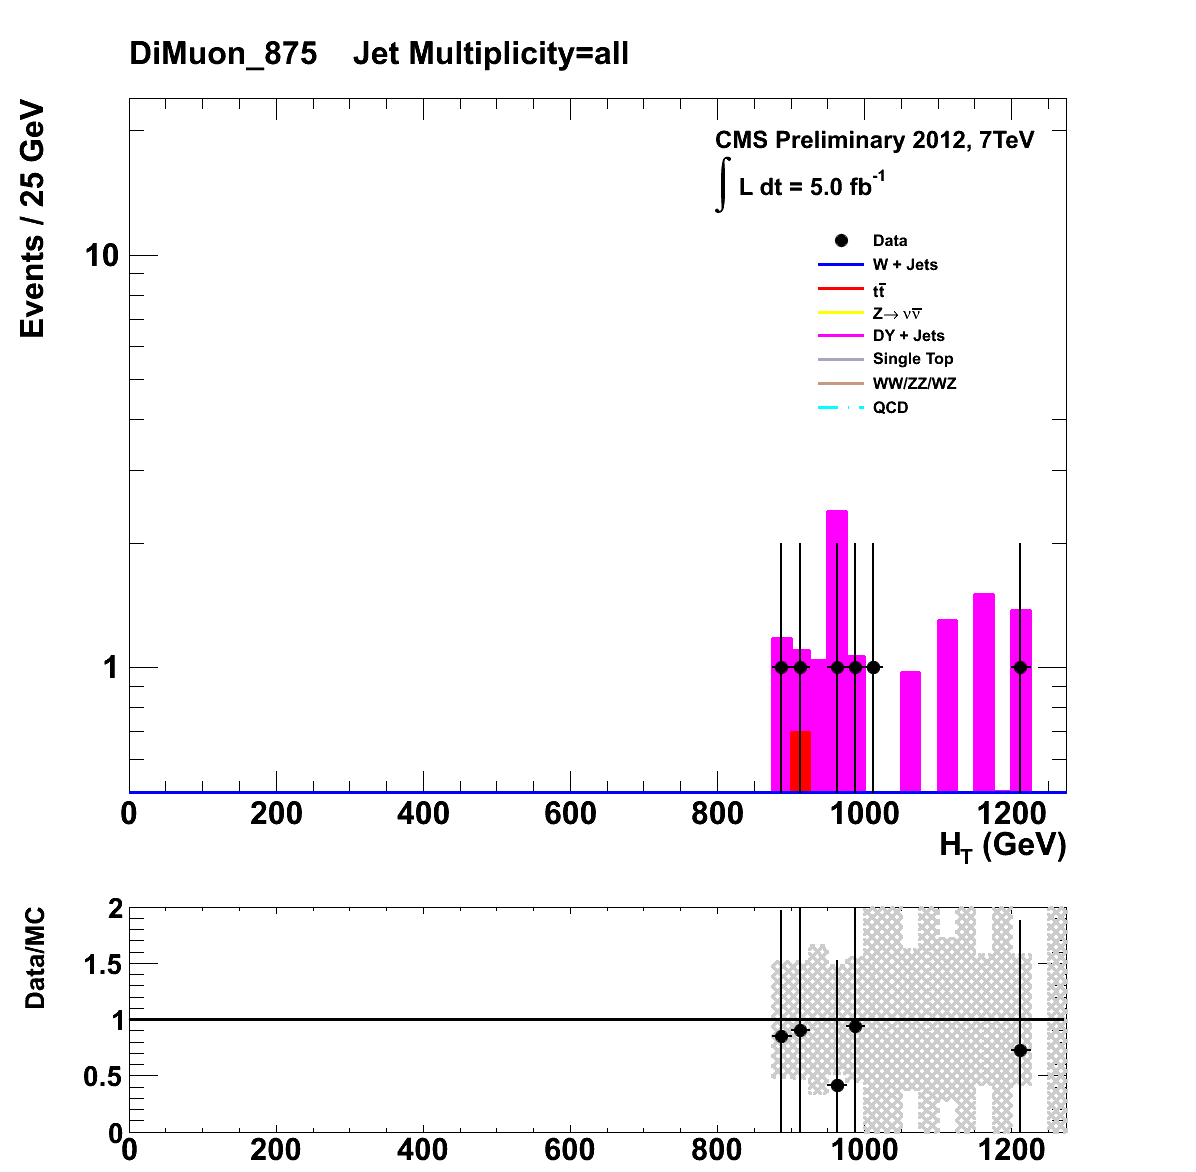 DiMuon_875 Jet Multiplicity=all
Events / 25 GeV
CMS Preliminary 2012, 7TeV
∫ L dt = 5.0 fb⁻¹
Data
W + Jets
tt̅
Z→ νν̅
DY + Jets
Single Top
WW/ZZ/WZ
QCD
10
1
0 200 400 600 800 1000 1200
H_T (GeV)
Data/MC
2
1.5
1
0.5
0
0 200 400 600 800 1000 1200